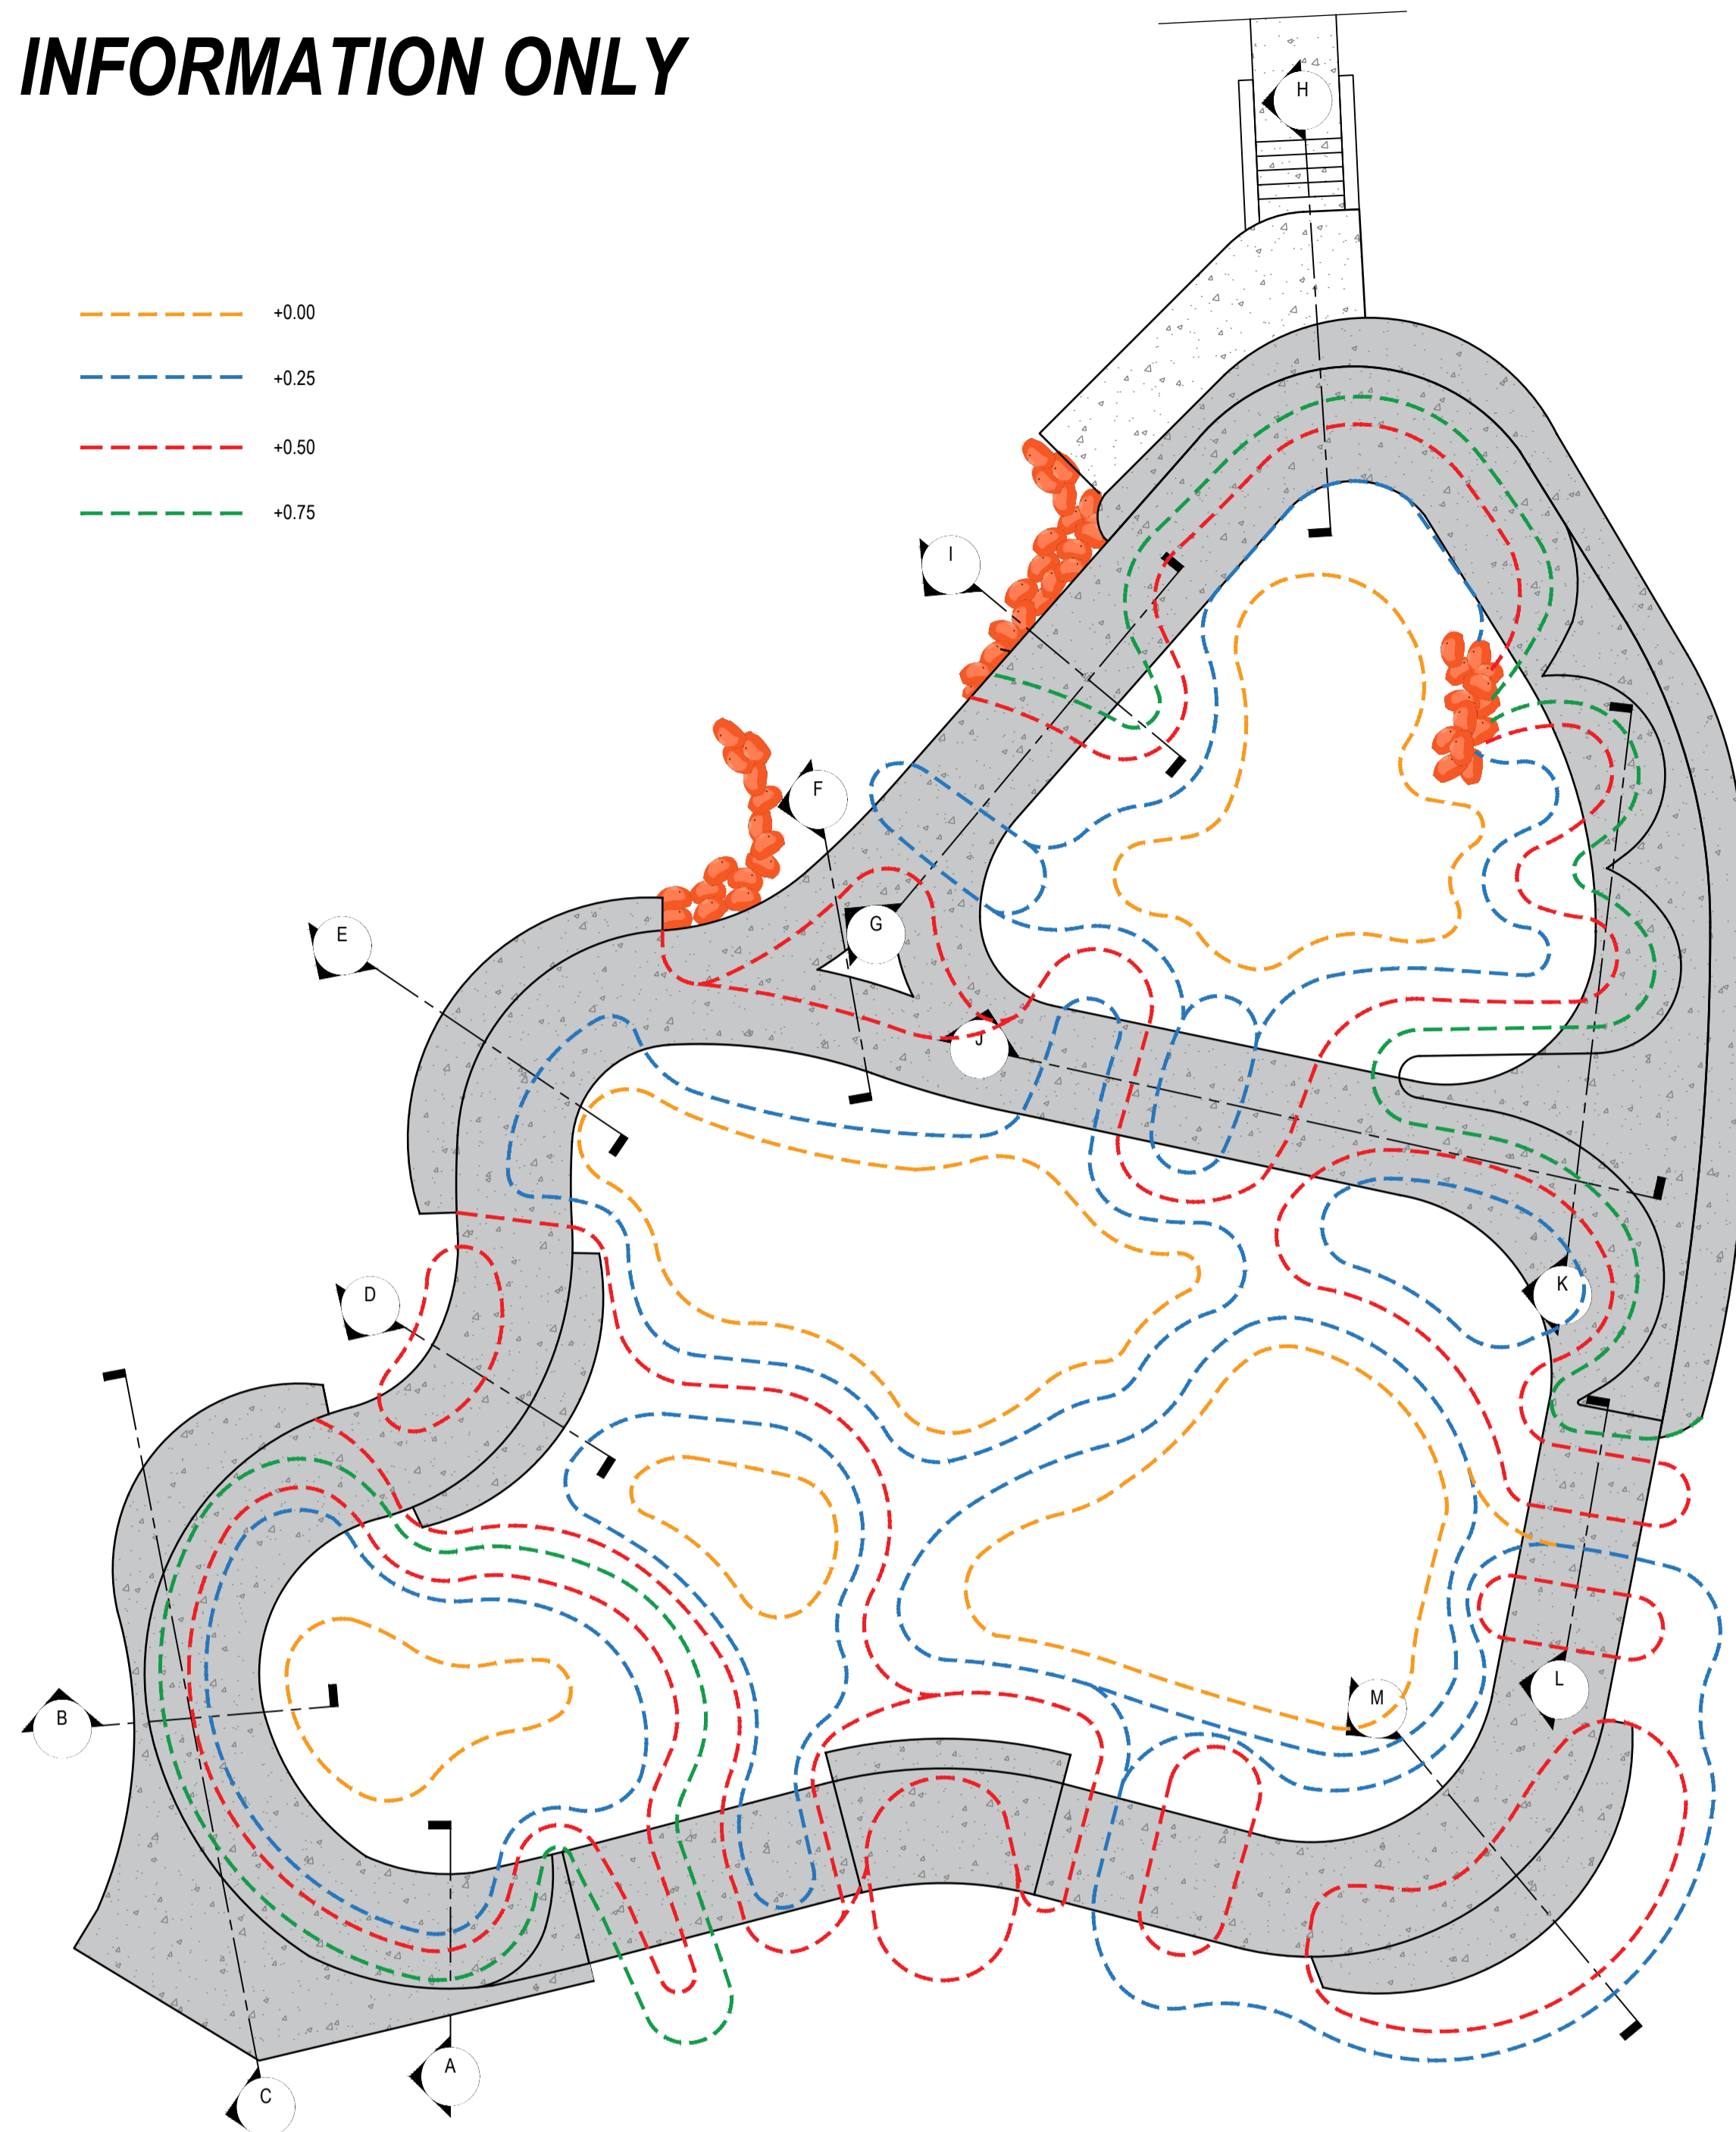 INFORMATION ONLY
H
+0.00
+0.25
+0.50
+0.75
I
F
G
E
J
K
D
L
M
B
A
C